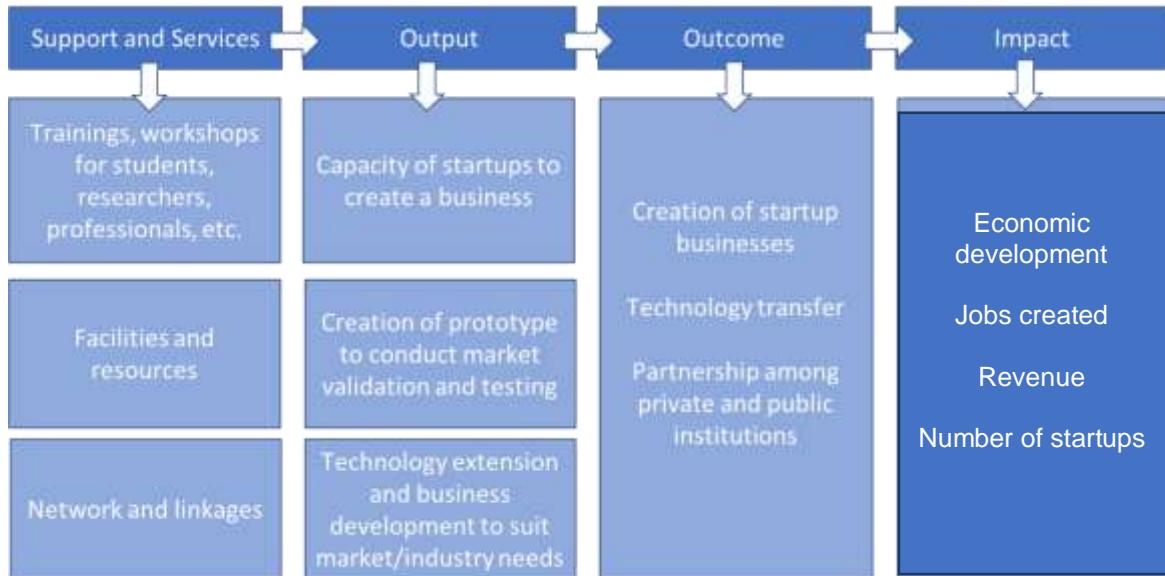 Support and Services
Output
Outcome
Impact
Trainings, workshops
for students,
researchers,
professionals, etc.
Facilities and
resources
Network and linkages
Capacity of startups to
create a business
Creation of prototype
to conduct market
validation and testing
Technology extension
and business
development to suit
market/industry needs
Creation of startup
businesses
Technology transfer
Partnership among
private and public
institutions
Economic
development
Jobs created
Revenue
Number of startups